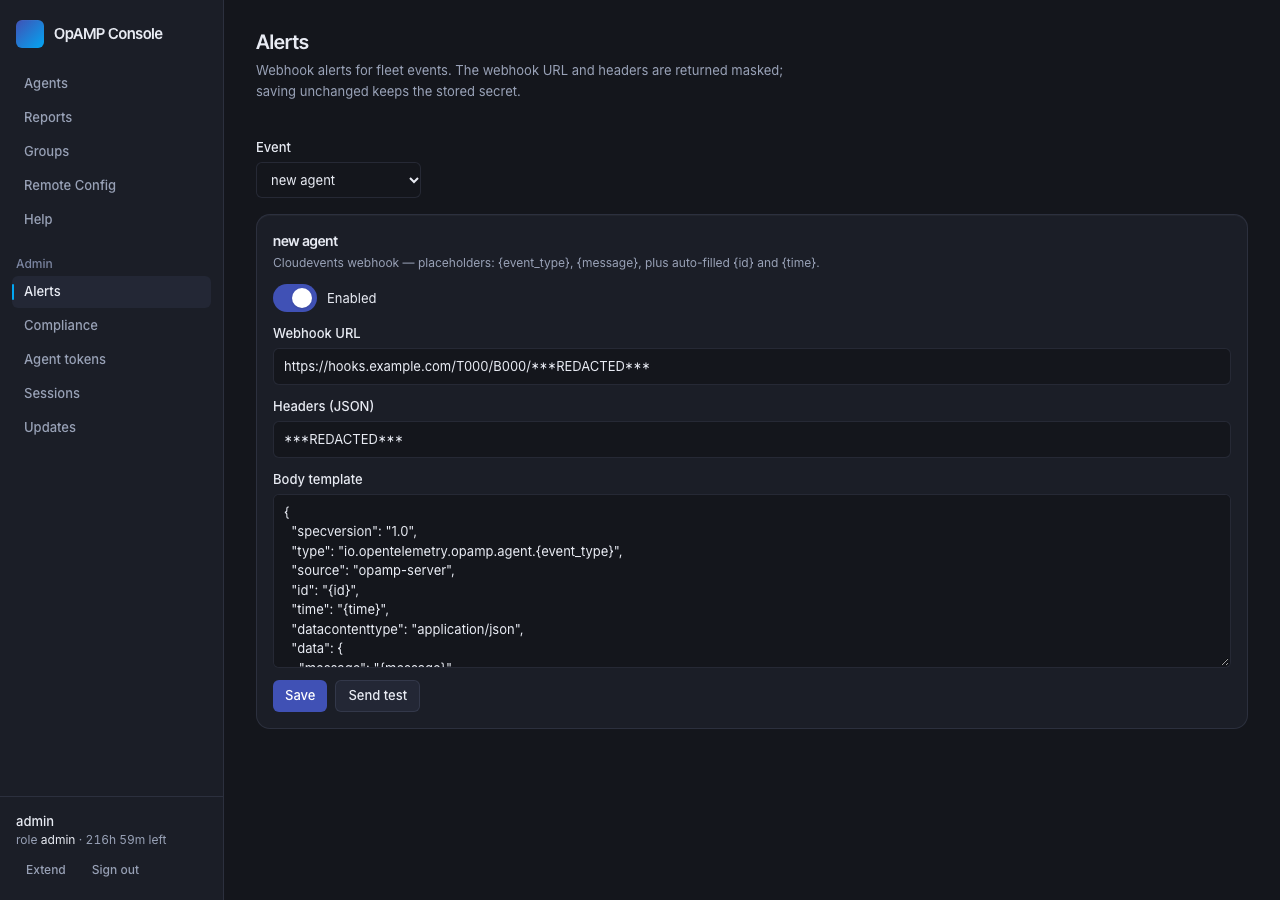 OpAMP Console
Agents
Reports
Groups
Remote Config
Help
Admin
Alerts
Compliance
Agent tokens
Sessions
Updates
admin
role admin · 216h 59m left
Extend
Sign out
Alerts
Webhook alerts for fleet events. The webhook URL and headers are returned masked;
saving unchanged keeps the stored secret.
Event
new agent
new agent
Cloudevents webhook — placeholders: {event_type}, {message}, plus auto-filled {id} and {time}.
Enabled
Webhook URL
https://hooks.example.com/T000/B000/***REDACTED***
Headers (JSON)
***REDACTED***
Body template
{
  "specversion": "1.0",
  "type": "io.opentelemetry.opamp.agent.{event_type}",
  "source": "opamp-server",
  "id": "{id}",
  "time": "{time}",
  "datacontenttype": "application/json",
  "data": {
    "message": "{message}"
Save
Send test